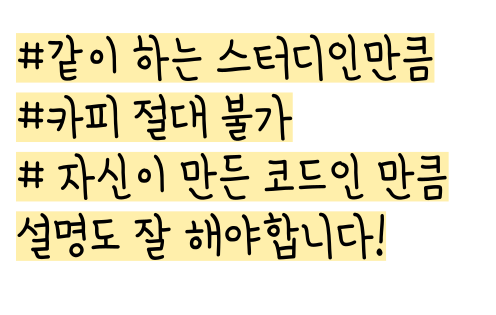 #같이 하는 스터디인만큼
#카피 절대 불가
# 자신이 만든 코드인 만큼
설명도 잘 해야합니다!